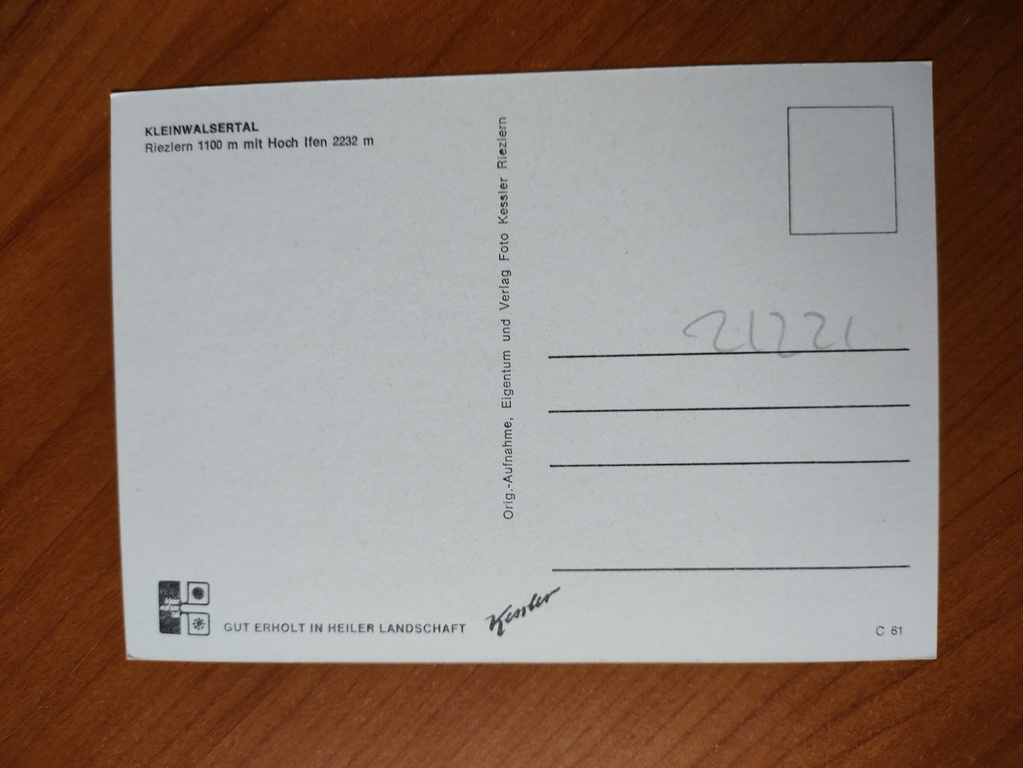 KLEINWALSERTAL
Riezlern 1100 m mit Hoch Ifen 2232 m
Orig.-Aufnahme, Eigentum und Verlag Foto Kessler Riezlern
21221
GUT ERHOLT IN HEILER LANDSCHAFT
Kessler
C 61